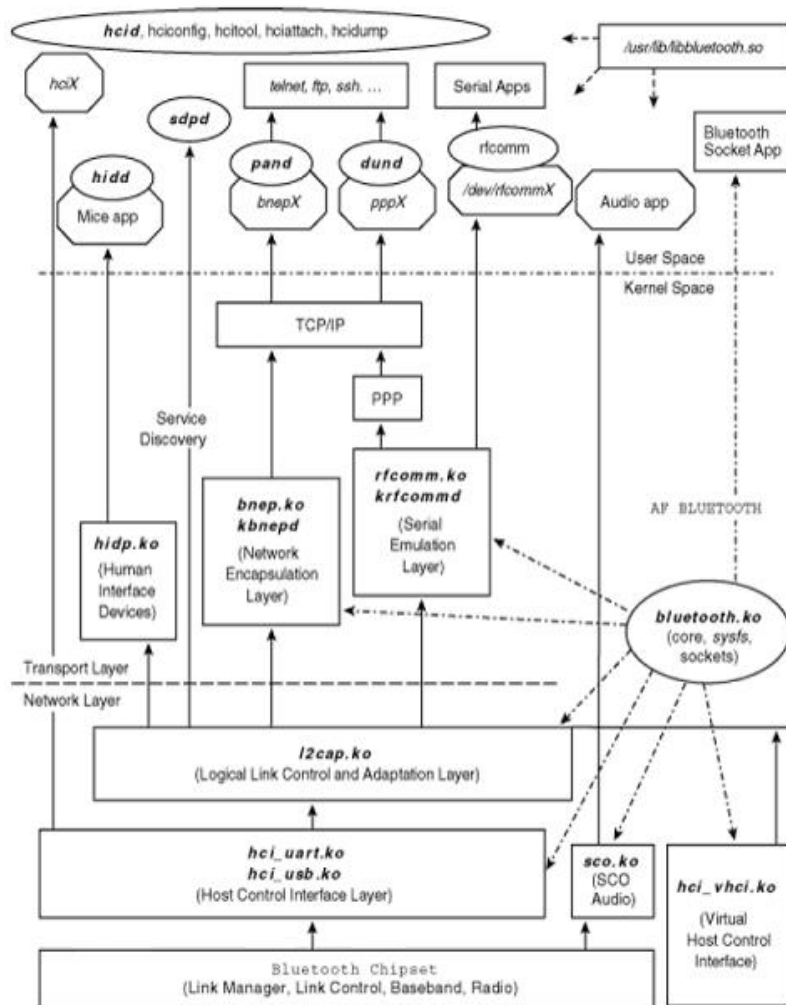 hcid, hciconfig, hcitool, hciattach, hcidump
/usr/lib/libbluetooth.so
hciX
telnet, ftp, ssh. ...
Serial Apps
sdpd
Bluetooth
Socket App
hidd
Mice app
pand
bnepX
dund
pppX
rfcomm
/dev/rfcommX
Audio app
User Space
Kernel Space
TCP/IP
PPP
Service
Discovery
bnep.ko
kbnepd
(Network
Encapsulation
Layer)
rfcomm.ko
krfcommd
(Serial
Emulation
Layer)
AF BLUETOOTH
hidp.ko
(Human
Interface
Devices)
bluetooth.ko
(core, sysfs,
sockets)
Transport Layer
Network Layer
l2cap.ko
(Logical Link Control and Adaptation Layer)
hci_uart.ko
hci_usb.ko
(Host Control Interface Layer)
sco.ko
(SCO
Audio)
hci_vhci.ko
(Virtual
Host Control
Interface)
Bluetooth Chipset
(Link Manager, Link Control, Baseband, Radio)